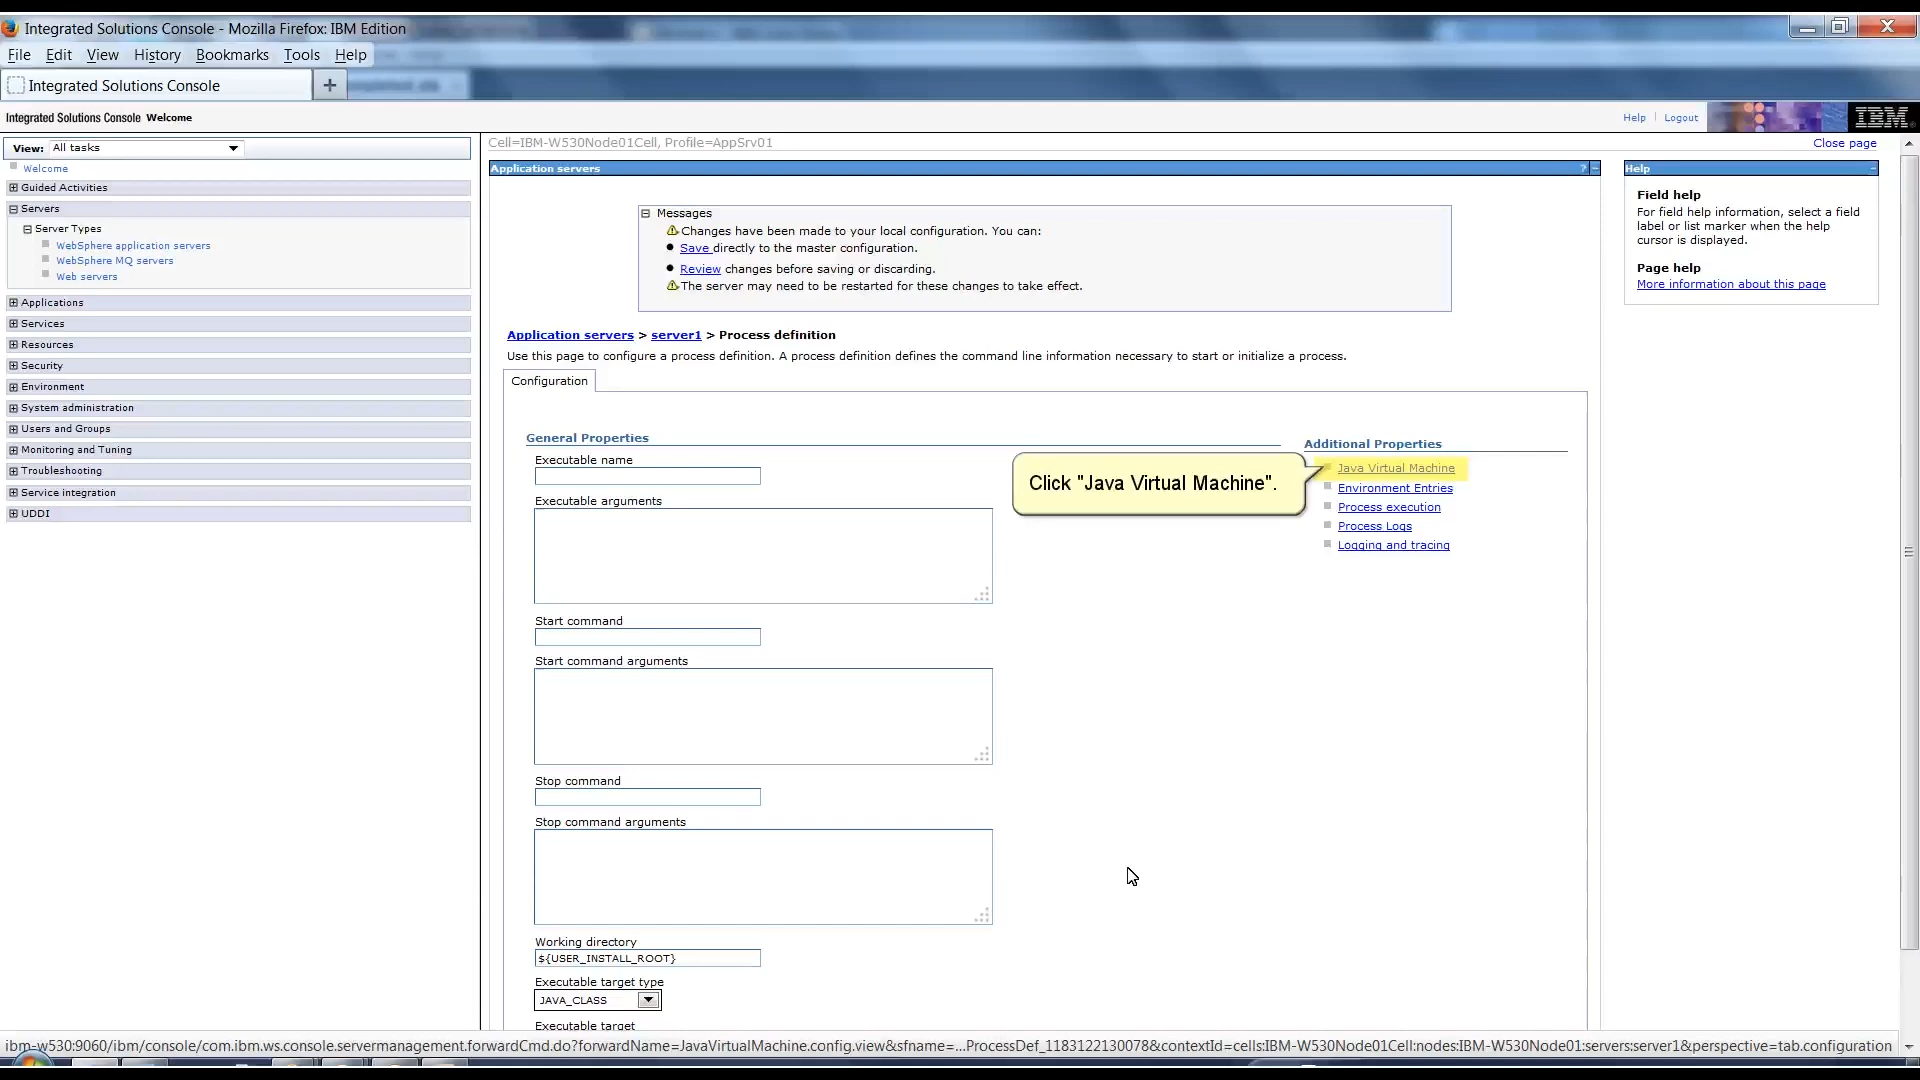 Integrated Solutions Console - Mozilla Firefox: IBM Edition
File Edit View History Bookmarks Tools Help
Integrated Solutions Console
Integrated Solutions Console Welcome
Help Logout IBM
View: All tasks
Welcome
Guided Activities
Servers
Server Types
WebSphere application servers
WebSphere MQ servers
Web servers
Applications
Services
Resources
Security
Environment
System administration
Users and Groups
Monitoring and Tuning
Troubleshooting
Service integration
UDDI
Cell=IBM-W530Node01Cell, Profile=AppSrv01
Close page
Application servers
?
Messages
Changes have been made to your local configuration. You can:
Save directly to the master configuration.
Review changes before saving or discarding.
The server may need to be restarted for these changes to take effect.
Application servers > server1 > Process definition
Use this page to configure a process definition. A process definition defines the command line information necessary to start or initialize a process.
Configuration
General Properties
Executable name
Executable arguments
Start command
Start command arguments
Stop command
Stop command arguments
Working directory
${USER_INSTALL_ROOT}
Executable target type
JAVA_CLASS
Executable target
Click "Java Virtual Machine".
Additional Properties
Java Virtual Machine
Environment Entries
Process execution
Process Logs
Logging and tracing
Help
Field help
For field help information, select a field
label or list marker when the help
cursor is displayed.
Page help
More information about this page
ibm-w530:9060/ibm/console/com.ibm.ws.console.servermanagement.forwardCmd.do?forwardName=JavaVirtualMachine.config.view&sfname=...ProcessDef_1183122130078&contextId=cells:IBM-W530Node01Cell:nodes:IBM-W530Node01:servers:server1&perspective=tab.configuration